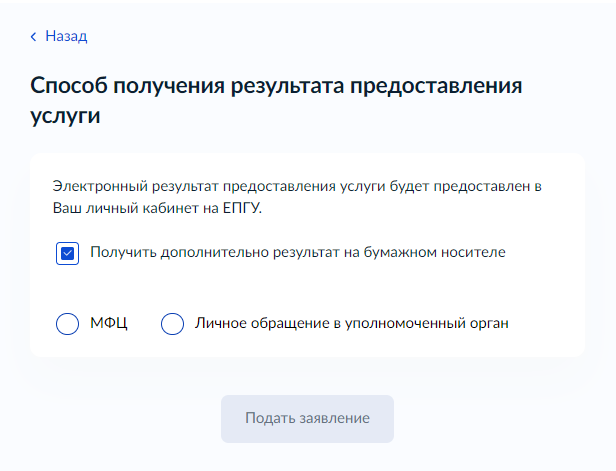 Назад
Способ получения результата предоставления
услуги
Электронный результат предоставления услуги будет предоставлен в
Ваш личный кабинет на ЕПГУ.
Получить дополнительно результат на бумажном носителе
МФЦ Личное обращение в уполномоченный орган
Подать заявление